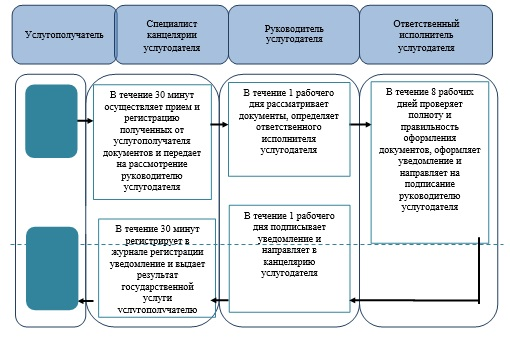 Услугополучатель
Специалист
канцелярии
услугодателя
Руководитель
услугодателя
Ответственный
исполнитель
услугодателя
В течение 30 минут
осуществляет прием и
регистрацию
полученных от
услугополучателя
документов и передает
на рассмотрение
руководителю
услугодателя
В течение 1 рабочего
дня рассматривает
документы, определяет
ответственного
исполнителя
услугодателя
В течение 8 рабочих
дней проверяет
полноту и
правильность
оформления
документов, оформляет
уведомление и
направляет на
подписание
руководителю
услугодателя
В течение 30 минут
регистрирует в
журнале регистрации
уведомление и выдает
результат
государственной
услуги
услугополучателю
В течение 1 рабочего
дня подписывает
уведомление и
направляет в
канцелярию
услугодателя